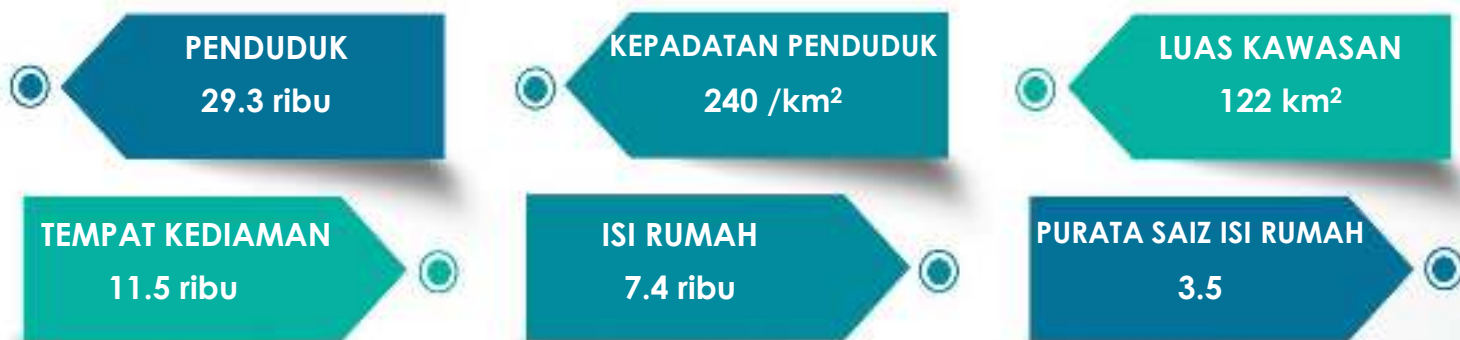 PENDUDUK
29.3 ribu
KEPADATAN PENDUDUK
240 /km²
LUAS KAWASAN
122 km²
TEMPAT KEDIAMAN
11.5 ribu
ISI RUMAH
7.4 ribu
PURATA SAIZ ISI RUMAH
3.5